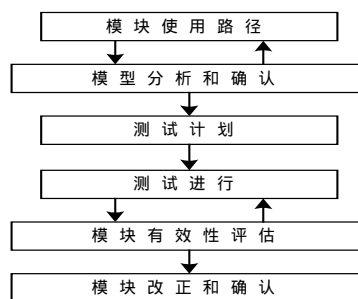 模块使用路径
模型分析和确认
测试计划
测试进行
模块有效性评估
模块改正和确认